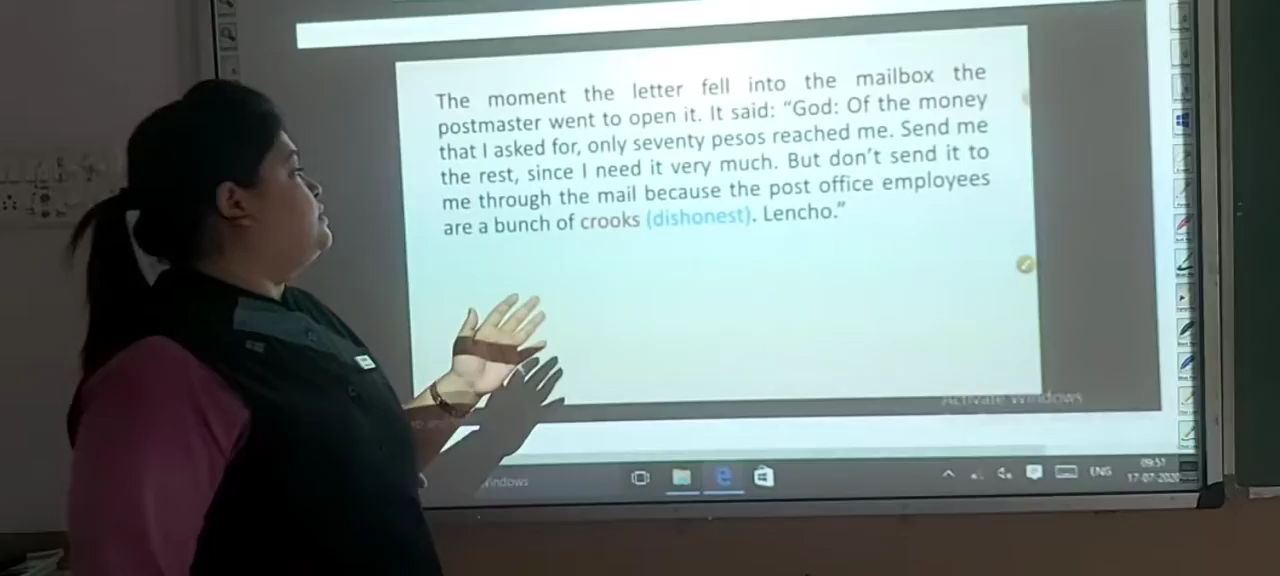 The moment the letter fell into the mailbox the
postmaster went to open it. It said: “God: Of the money
that I asked for, only seventy pesos reached me. Send me
the rest, since I need it very much. But don’t send it to
me through the mail because the post office employees
are a bunch of crooks (dishonest). Lencho.”
Activate Windows
Windows
ENG
09:51
17-07-2020